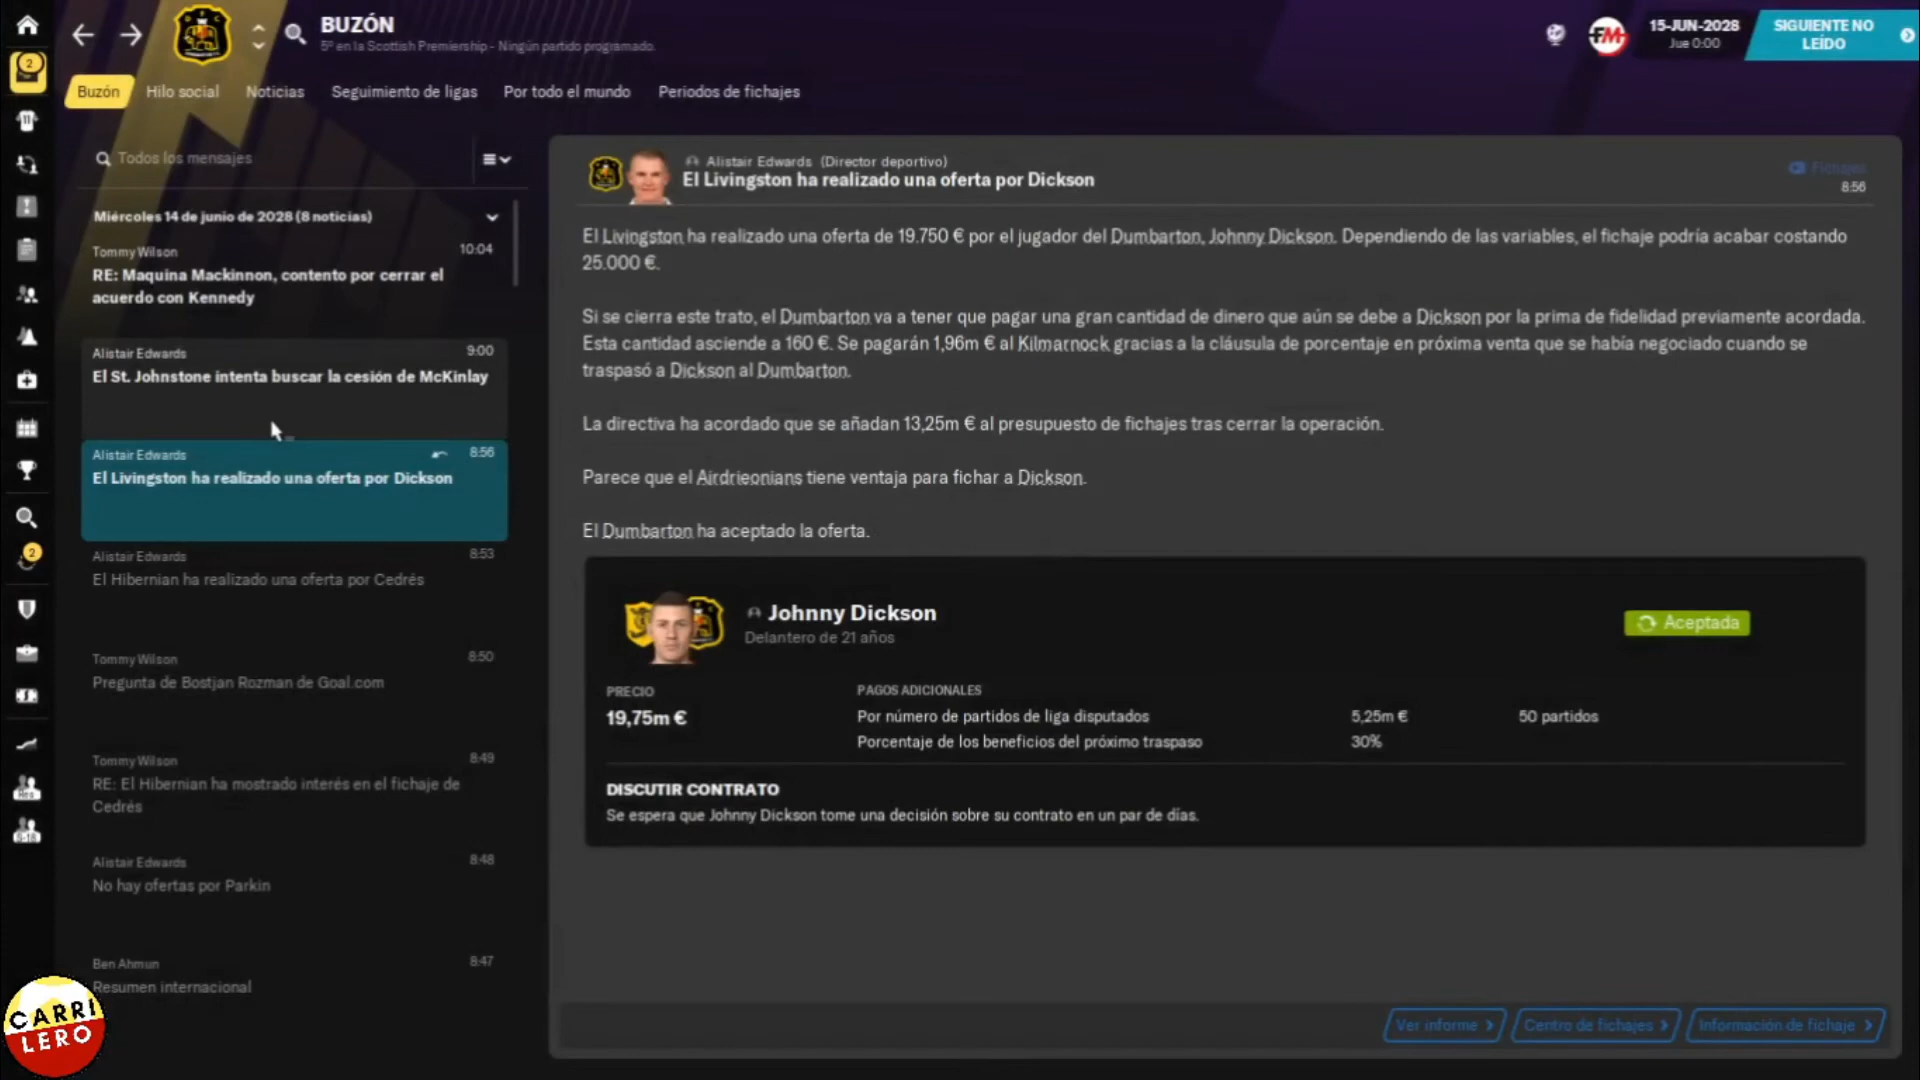 BUZÓN
5º en la Scottish Premiership - Ningún partido programado.
15-JUN-2028
Jue 0:00
SIGUIENTE NO
LEÍDO
2
Buzón
Hilo social
Noticias
Seguimiento de ligas
Por todo el mundo
Periodos de fichajes
Todos los mensajes
Miércoles 14 de junio de 2028 (8 noticias)
Tommy Wilson
10:04
RE: Maquina Mackinnon, contento por cerrar el
acuerdo con Kennedy
Alistair Edwards
9:00
El St. Johnstone intenta buscar la cesión de McKinlay
Alistair Edwards
8:56
El Livingston ha realizado una oferta por Dickson
Alistair Edwards
8:53
El Hibernian ha realizado una oferta por Cedrés
2
Tommy Wilson
8:50
Pregunta de Bostjan Rozman de Goal.com
Tommy Wilson
8:49
RE: El Hibernian ha mostrado interés en el fichaje de
Cedrés
Alistair Edwards
8:48
No hay ofertas por Parkin
Ben Ahmun
8:47
Resumen internacional
Alistair Edwards (Director deportivo)
El Livingston ha realizado una oferta por Dickson
Fichajes
8:56
El Livingston ha realizado una oferta de 19.750 € por el jugador del Dumbarton, Johnny Dickson. Dependiendo de las variables, el fichaje podría acabar costando
25.000 €.
Si se cierra este trato, el Dumbarton va a tener que pagar una gran cantidad de dinero que aún se debe a Dickson por la prima de fidelidad previamente acordada.
Esta cantidad asciende a 160 €. Se pagarán 1,96m € al Kilmarnock gracias a la cláusula de porcentaje en próxima venta que se había negociado cuando se
traspasó a Dickson al Dumbarton.
La directiva ha acordado que se añadan 13,25m € al presupuesto de fichajes tras cerrar la operación.
Parece que el Airdrieonians tiene ventaja para fichar a Dickson.
El Dumbarton ha aceptado la oferta.
Johnny Dickson
Delantero de 21 años
Aceptada
PRECIO
19,75m €
PAGOS ADICIONALES
Por número de partidos de liga disputados
5,25m €
50 partidos
Porcentaje de los beneficios del próximo traspaso
30%
DISCUTIR CONTRATO
Se espera que Johnny Dickson tome una decisión sobre su contrato en un par de días.
Ver informe
Centro de fichajes
Información de fichaje
CARRI
LERO